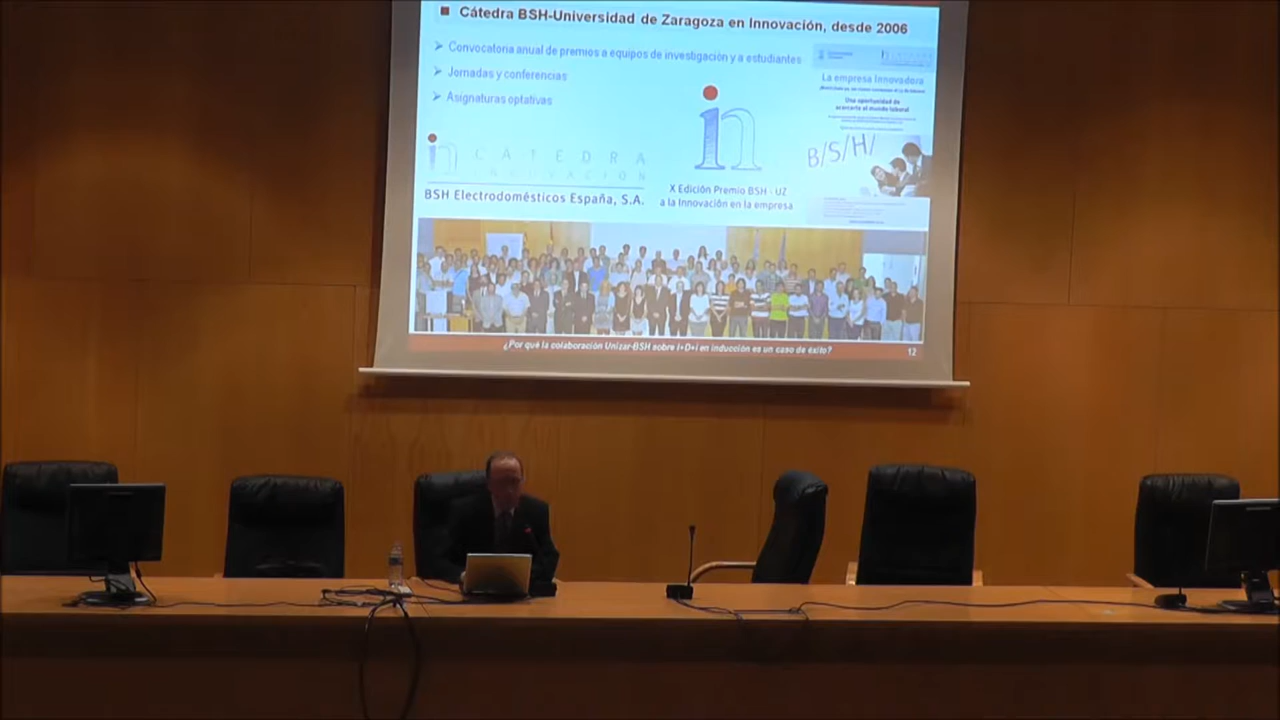 Cátedra BSH-Universidad de Zaragoza en Innovación, desde 2006
Convocatoria anual de premios a equipos de investigación y a estudiantes
Jornadas y conferencias
Asignaturas optativas
in CÁTEDRA
INNOVACIÓN
BSH Electrodomésticos España, S.A.
in
X Edición Premio BSH - UZ
a la Innovación en la empresa
La empresa Innovadora
Una oportunidad de
acercarte al mundo laboral
B/S/H/
¿Por qué la colaboración Unizar-BSH sobre I+D+i en inducción es un caso de éxito?
12